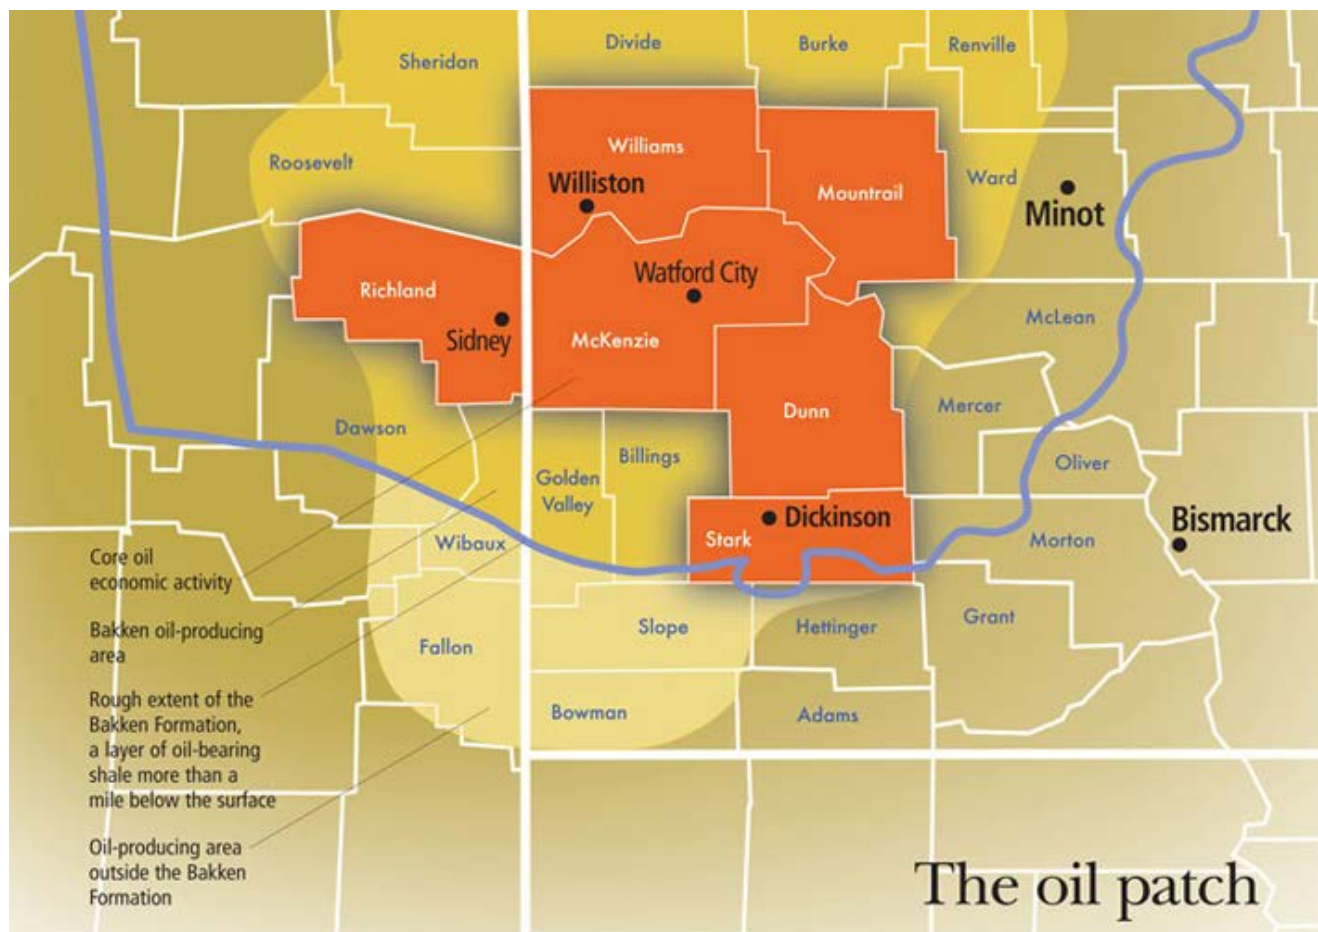 Divide
Burke
Renville
Sheridan
Williams
Roosevelt
Williston
Ward
Mountrail
Minot
Watford City
Richland
McLean
Sidney
McKenzie
Mercer
Dunn
Dawson
Billings
Oliver
Golden
Valley
Dickinson
Bismarck
Stark
Wibaux
Morton
Core oil
economic activity
Grant
Bakken oil-producing
area
Slope
Hettinger
Fallon
Rough extent of the
Bakken Formation,
a layer of oil-bearing
shale more than a
mile below the surface
Bowman
Adams
Oil-producing area
outside the Bakken
Formation
The oil patch